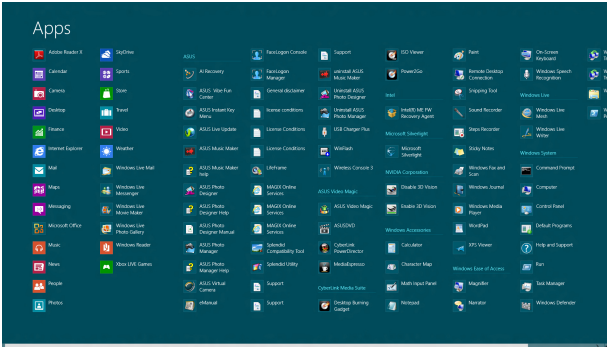 Apps
Adobe Reader X
Calendar
Camera
Desktop
Finance
Internet Explorer
Mail
Maps
Messaging
Microsoft Office
Music
News
People
Photos
SkyDrive
Sports
Store
Travel
Video
Weather
Windows Live Mail
Windows Live
Messenger
Windows Live
Movie Maker
Windows Live
Photo Gallery
Windows Reader
Xbox LIVE Games
ASUS
AI Recovery
ASUS Vibe Fun
Center
ASUS Instant Key
Menu
ASUS Live Update
ASUS Music Maker
ASUS Music Maker
help
ASUS Photo
Designer
ASUS Photo
Designer Help
ASUS Photo
Designer Manual
ASUS Photo
Manager
ASUS Photo
Manager Help
ASUS Virtual
Camera
eManual
FaceLogon Console
FaceLogon
Manager
General disclaimer
license conditions
License Conditions
License Conditions
LifeFrame
MAGIX Online
Services
MAGIX Online
Services
MAGIX Online
Services
Splendid
Compatibility Tool
Splendid Utility
Support
Support
Support
uninstall ASUS
Music Maker
Uninstall ASUS
Photo Designer
Uninstall ASUS
Photo Manager
USB Charger Plus
WinFlash
Wireless Console 3
ASUS Video Magic
ASUS Video Magic
ASUSDVD
CyberLink
PowerDirector
MediaEspresso
CyberLink Media Suite
Desktop Burning
Gadget
ISO Viewer
Power2Go
Intel
Intel(R) ME FW
Recovery Agent
Microsoft Silverlight
Microsoft
Silverlight
NVIDIA Corporation
Disable 3D Vision
Enable 3D Vision
Windows Accessories
Calculator
Character Map
Math Input Panel
Notepad
Paint
Remote Desktop
Connection
Snipping Tool
Sound Recorder
Steps Recorder
Sticky Notes
Windows Fax and
Scan
Windows Journal
Windows Media
Player
WordPad
XPS Viewer
Windows Ease of Access
Magnifier
Narrator
On-Screen
Keyboard
Windows Speech
Recognition
Windows Live
Windows Live
Mesh
Windows Live
Writer
Windows System
Command Prompt
Computer
Control Panel
Default Programs
Help and Support
Run
Task Manager
Windows Defender